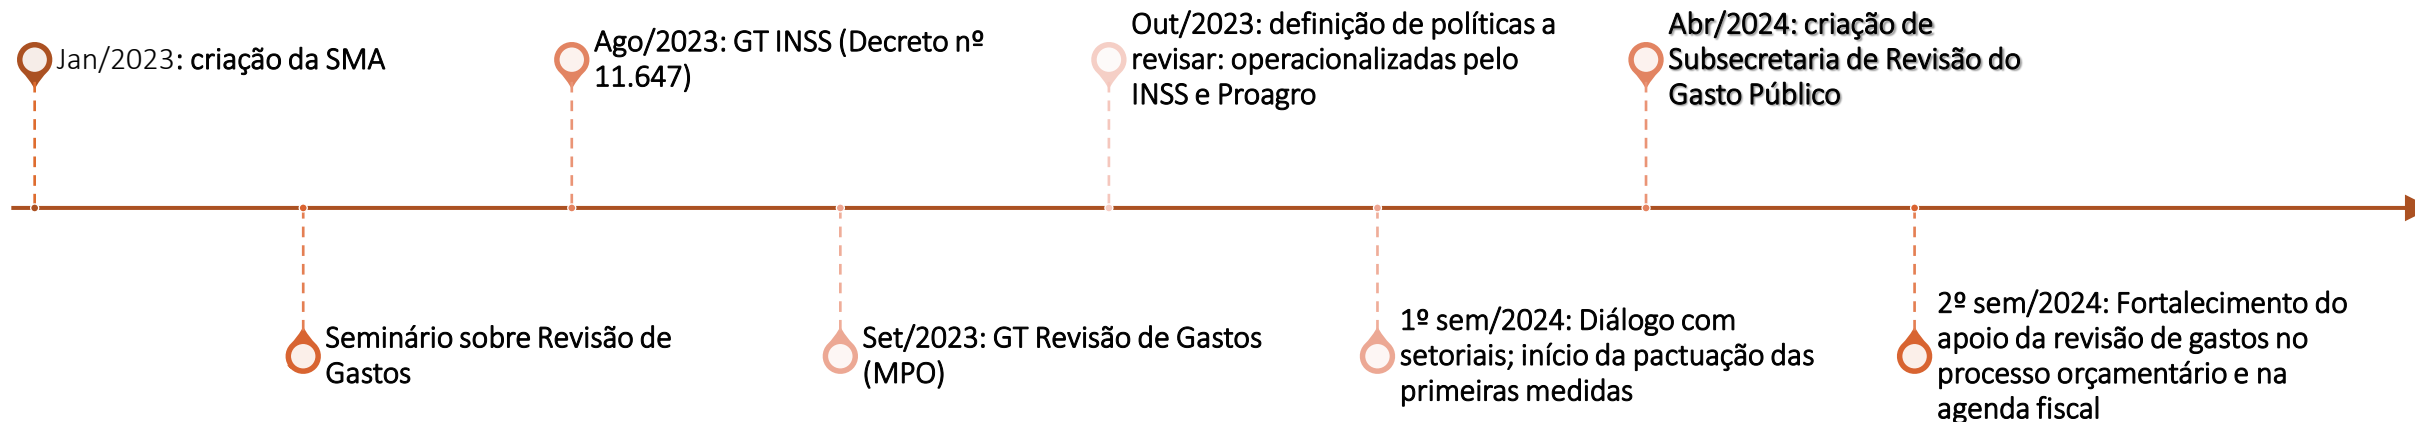 Jan/2023: criação da SMA
Seminário sobre Revisão de
Gastos
Ago/2023: GT INSS (Decreto nº
11.647)
Set/2023: GT Revisão de Gastos
(MPO)
Out/2023: definição de políticas a
revisar: operacionalizadas pelo
INSS e Proagro
1º sem/2024: Diálogo com
setoriais; início da pactuação das
primeiras medidas
Abr/2024: criação de
Subsecretaria de Revisão do
Gasto Público
2º sem/2024: Fortalecimento do
apoio da revisão de gastos no
processo orçamentário e na
agenda fiscal